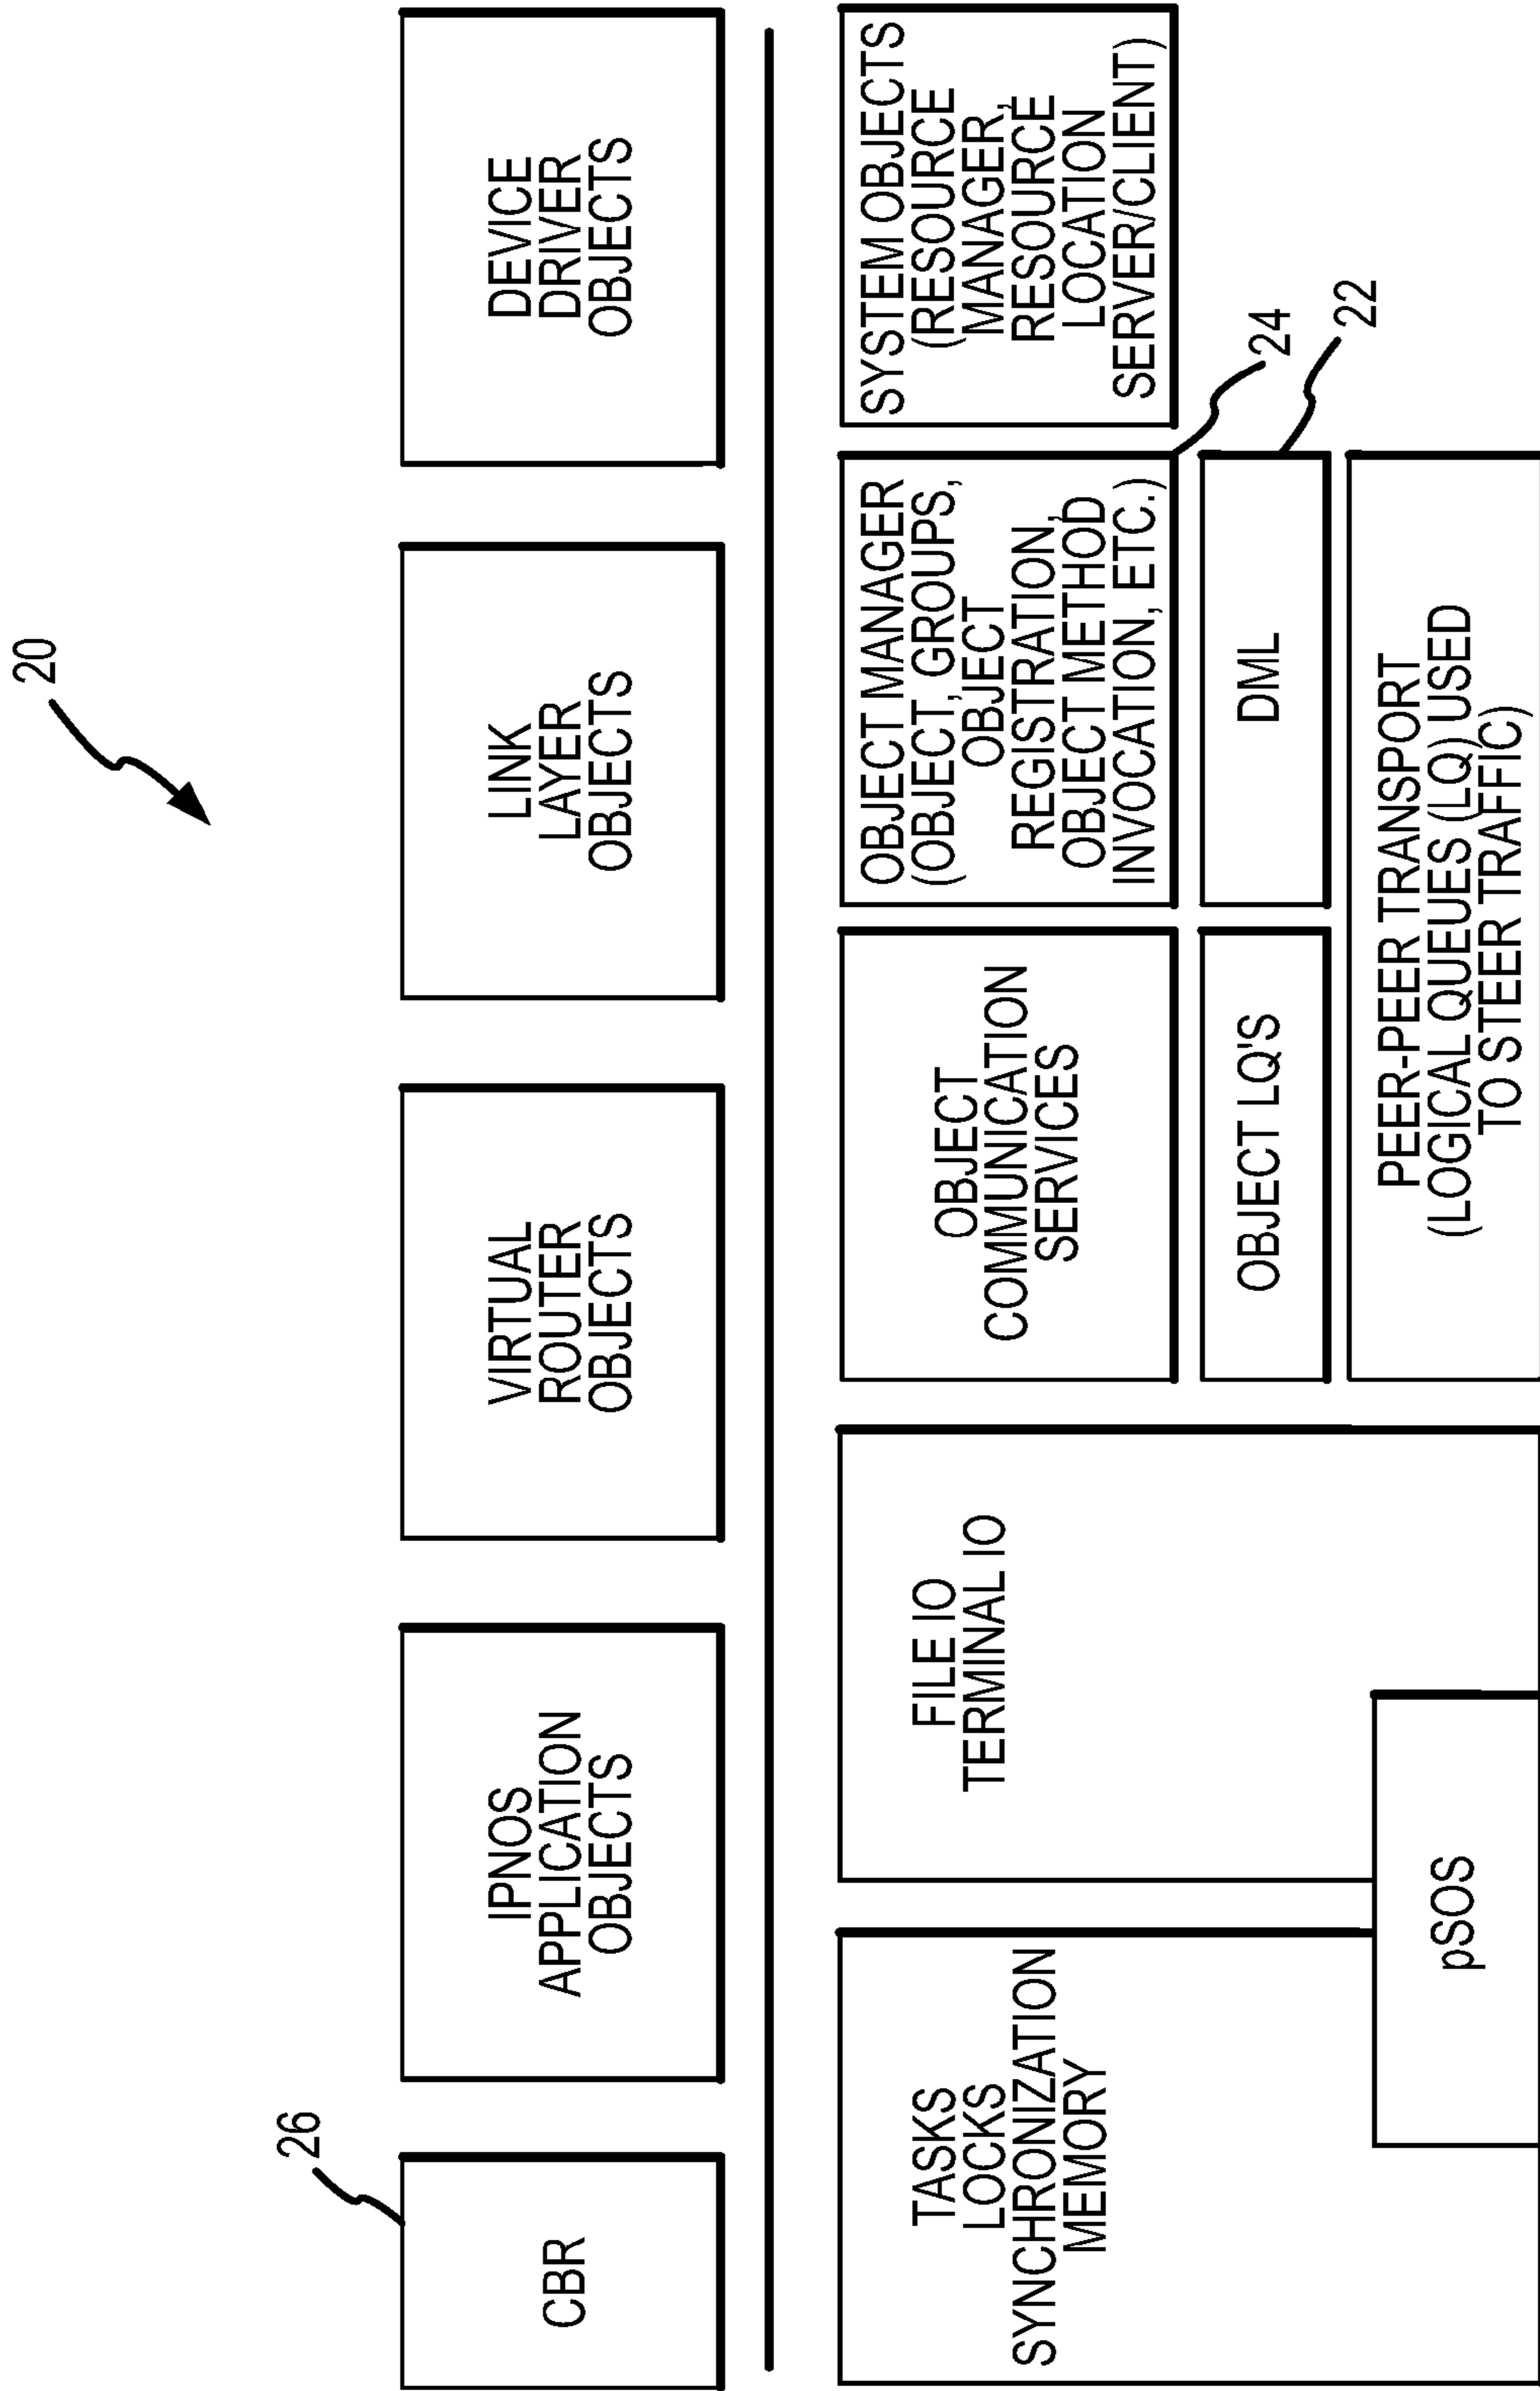 20
26
CBR
IPNOS
APPLICATION
OBJECTS
VIRTUAL
ROUTER
OBJECTS
LINK
LAYER
OBJECTS
DEVICE
DRIVER
OBJECTS
TASKS
LOCKS
SYNCHRONIZATION
MEMORY
FILE IO
TERMINAL IO
pSOS
OBJECT
COMMUNICATION
SERVICES
OBJECT MANAGER
(OBJECT, GROUPS,
OBJECT
REGISTRATION,
OBJECT METHOD
INVOCATION, ETC.)
SYSTEM OBJECTS
(RESOURCE
MANAGER,
RESOURCE
LOCATION
SERVER/CLIENT)
24
OBJECT LQ'S
DML
22
PEER-PEER TRANSPORT
(LOGICAL QUEUES (LQ) USED
TO STEER TRAFFIC)